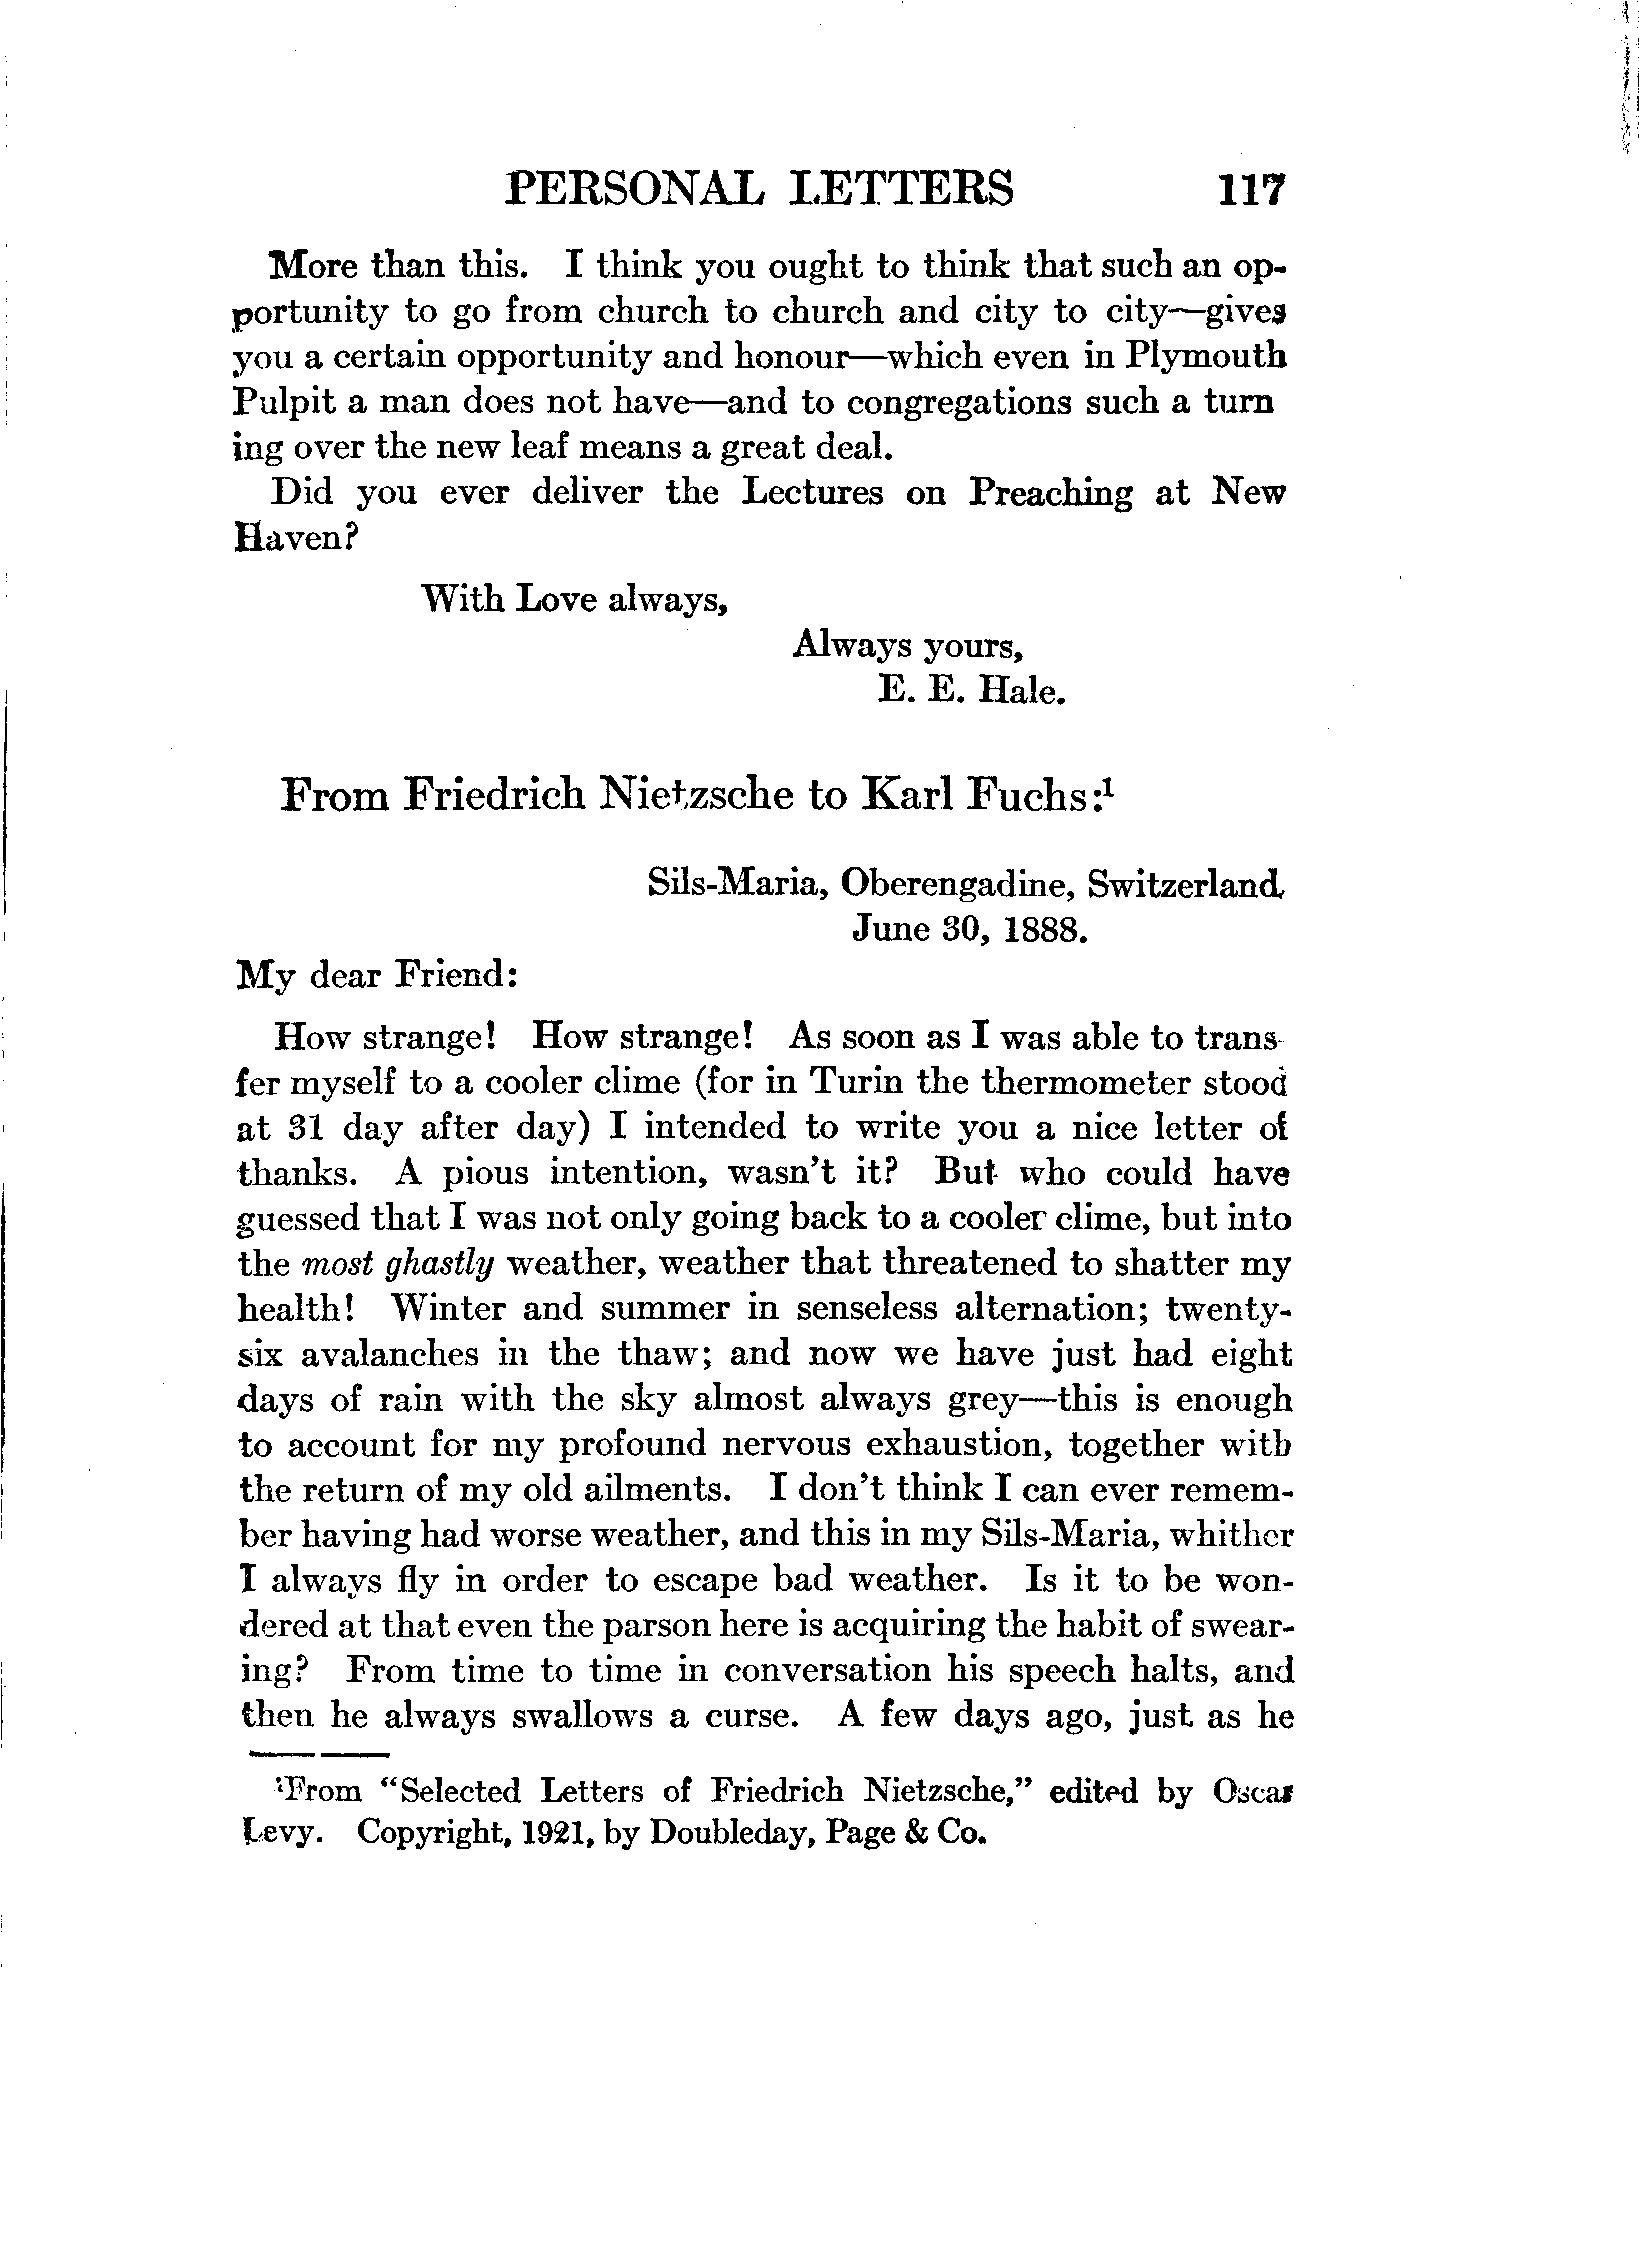 PERSONAL LETTERS 117
More than this. I think you ought to think that such an op-
portunity to go from church to church and city to city—gives
you a certain opportunity and honour—which even in Plymouth
Pulpit a man does not have—and to congregations such a turn
ing over the new leaf means a great deal.
Did you ever deliver the Lectures on Preaching at New
Haven?
With Love always,
Always yours,
E. E. Hale.
From Friedrich Nietzsche to Karl Fuchs:¹
Sils-Maria, Oberengadine, Switzerland,
June 30, 1888.
My dear Friend:
How strange! How strange! As soon as I was able to trans-
fer myself to a cooler clime (for in Turin the thermometer stood
at 31 day after day) I intended to write you a nice letter of
thanks. A pious intention, wasn't it? But who could have
guessed that I was not only going back to a cooler clime, but into
the most ghastly weather, weather that threatened to shatter my
health! Winter and summer in senseless alternation; twenty-
six avalanches in the thaw; and now we have just had eight
days of rain with the sky almost always grey—this is enough
to account for my profound nervous exhaustion, together with
the return of my old ailments. I don't think I can ever remem-
ber having had worse weather, and this in my Sils-Maria, whither
I always fly in order to escape bad weather. Is it to be won-
dered at that even the parson here is acquiring the habit of swear-
ing? From time to time in conversation his speech halts, and
then he always swallows a curse. A few days ago, just as he
¹From "Selected Letters of Friedrich Nietzsche," edited by Oscar
Levy. Copyright, 1921, by Doubleday, Page & Co.